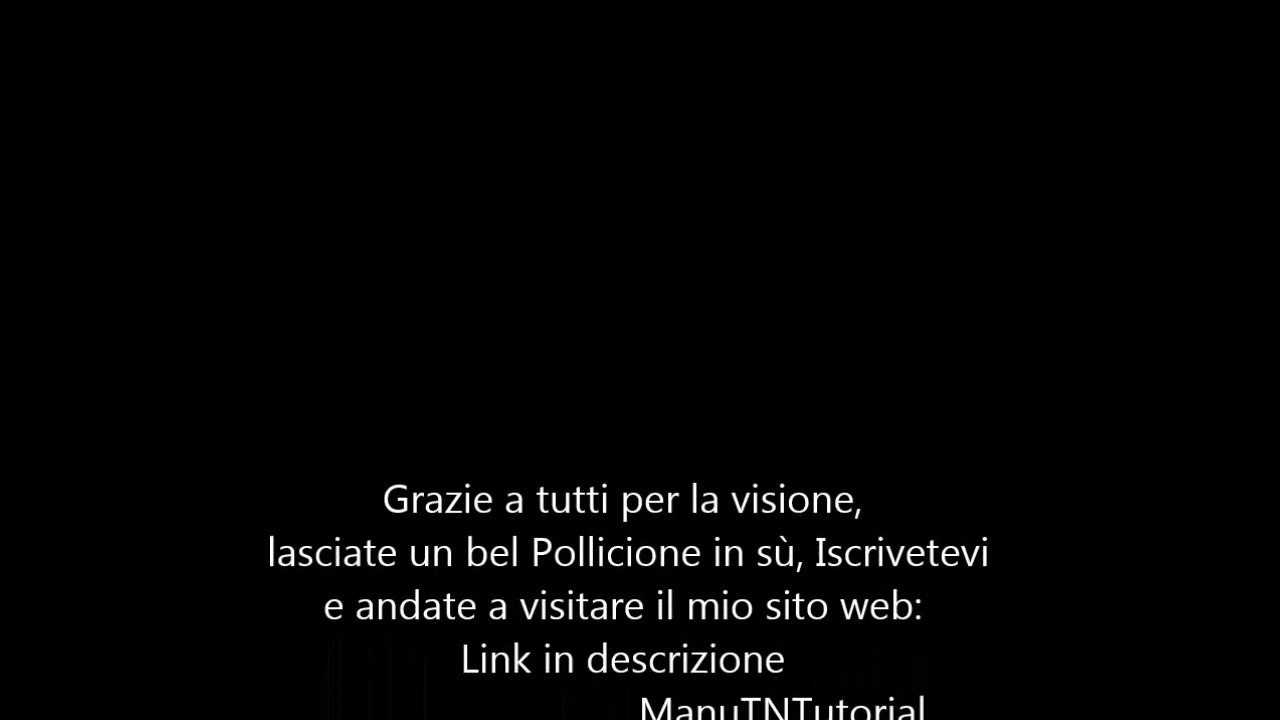 Grazie a tutti per la visione,
lasciate un bel Pollicione in sù, Iscrivetevi
e andate a visitare il mio sito web:
Link in descrizione
ManuTNTutorial